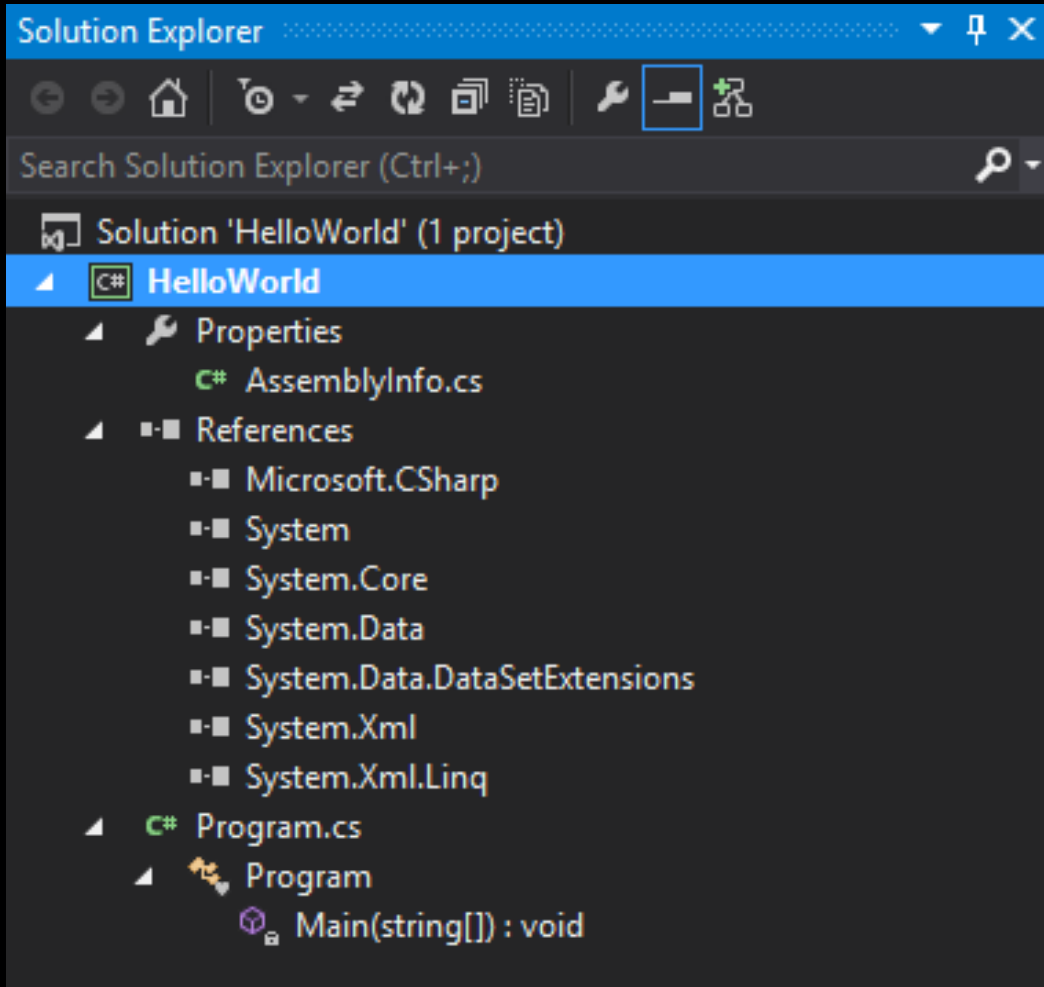 Solution Explorer
Search Solution Explorer (Ctrl+;)
Solution 'HelloWorld' (1 project)
C# HelloWorld
Properties
C# AssemblyInfo.cs
References
Microsoft.CSharp
System
System.Core
System.Data
System.Data.DataSetExtensions
System.Xml
System.Xml.Linq
C# Program.cs
Program
Main(string[]) : void